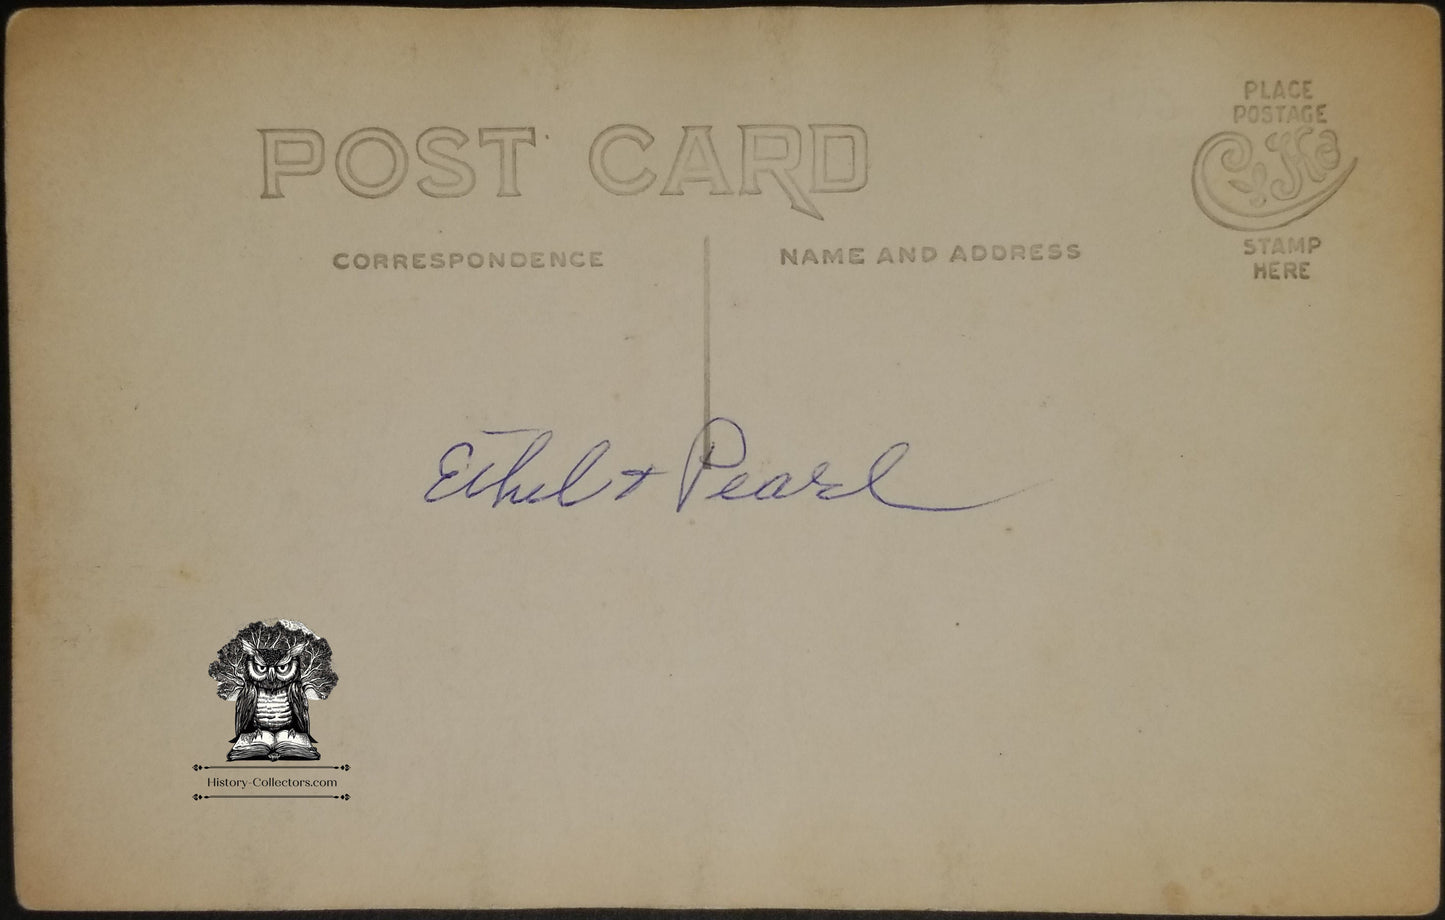 PLACE
POSTAGE
POST CARD
CORRESPONDENCE
NAME AND ADDRESS
STAMP
HERE
Ethel + Pearl
History-Collectors.com